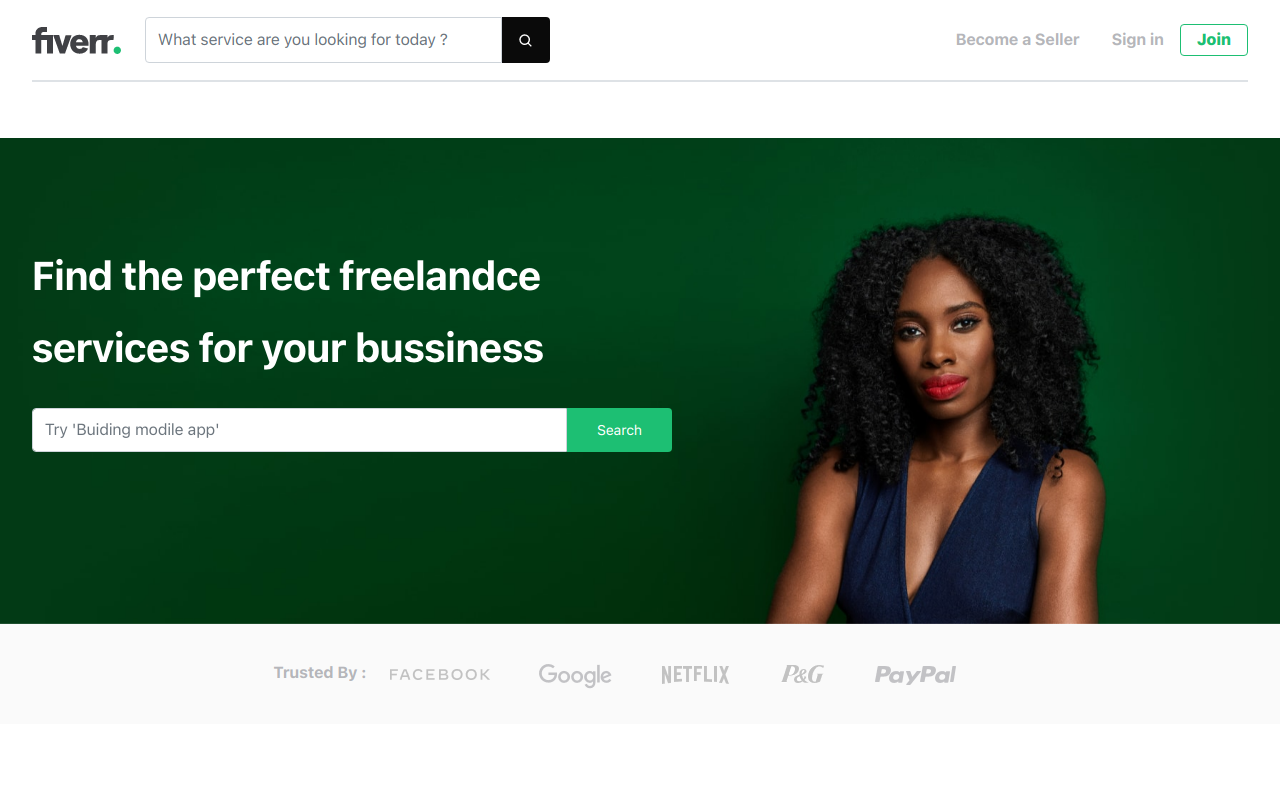 fiverr.
What service are you looking for today ?
Become a Seller
Sign in
Join
Find the perfect freelandce
services for your bussiness
Try 'Buiding modile app'
Search
Trusted By :
FACEBOOK
Google
NETFLIX
P&G
PayPal